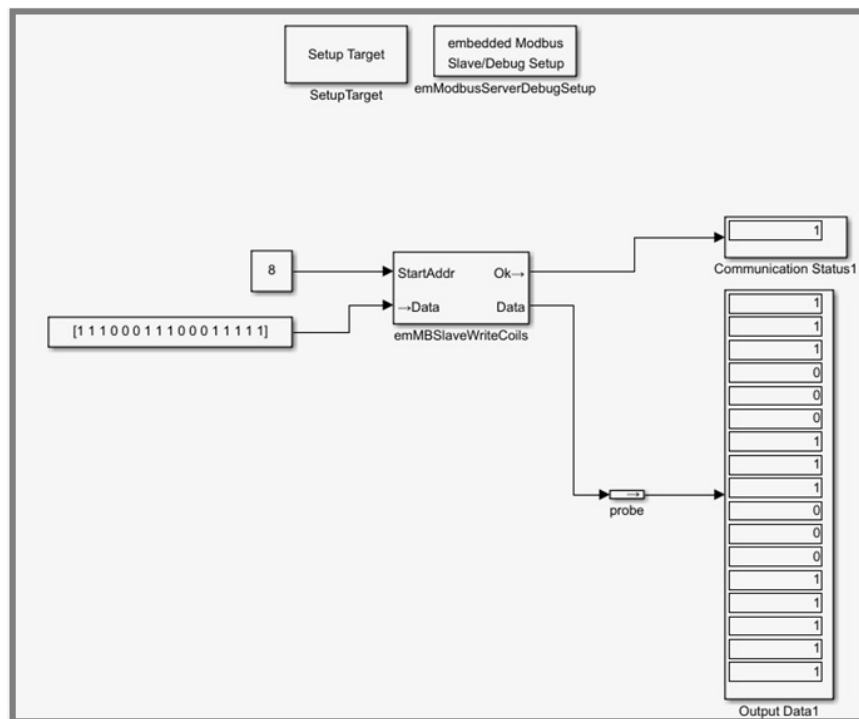 Setup Target
SetupTarget
embedded Modbus
Slave/Debug Setup
emModbusServerDebugSetup
8
[1 1 1 0 0 0 1 1 1 0 0 0 1 1 1 1 1]
StartAddr
Ok→
→Data
Data
emMBSlaveWriteCoils
1
Communication Status1
probe
→
1
1
1
0
0
0
1
1
1
0
0
0
1
1
1
1
1
Output Data1